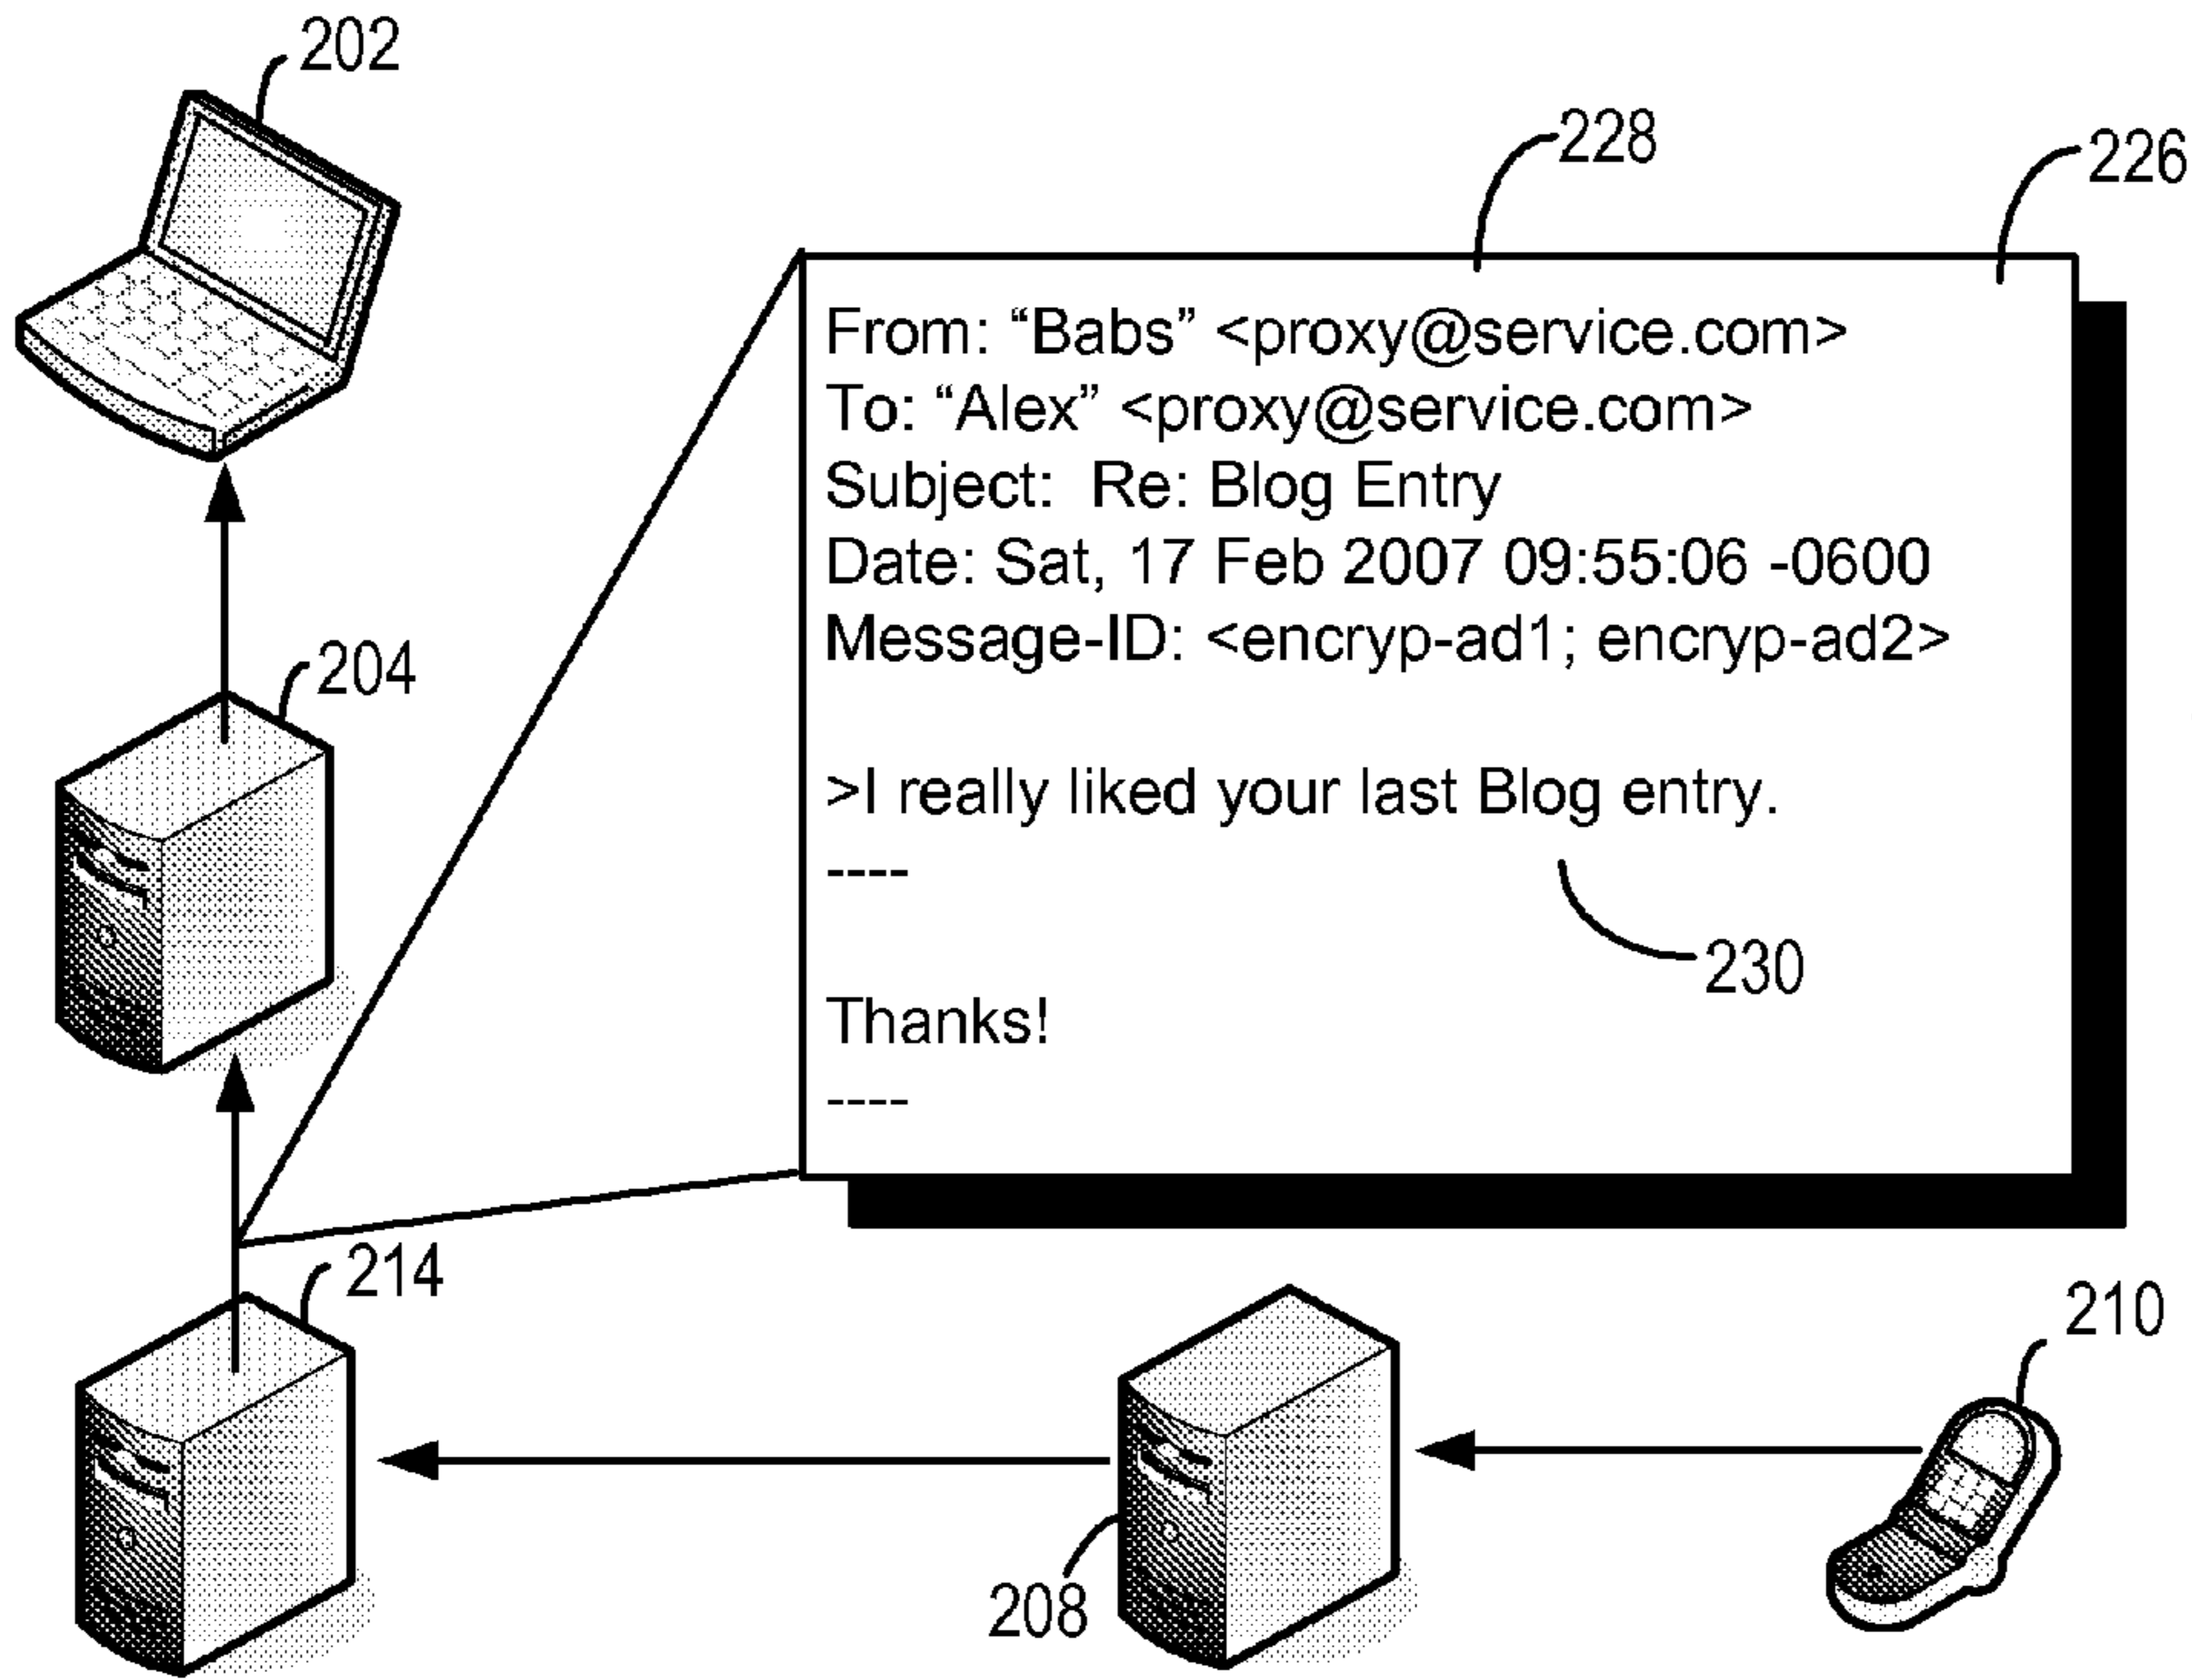 202
228
226
From: “Babs” <proxy@service.com>
To: “Alex” <proxy@service.com>
Subject:  Re: Blog Entry
Date: Sat, 17 Feb 2007 09:55:06 -0600
Message-ID: <encryp-ad1; encryp-ad2>
204
>I really liked your last Blog entry.
----
230
Thanks!
----
214
210
208